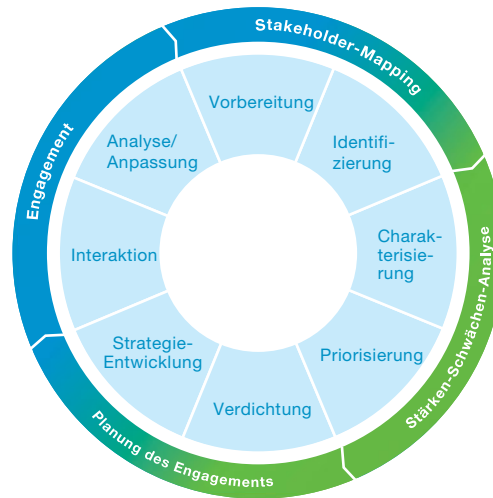 Stakeholder-Mapping
Stärken-Schwächen-Analyse
Planung des Engagements
Engagement
Vorbereitung
Identifi-
zierung
Charak-
terisie-
rung
Priorisierung
Verdichtung
Strategie-
Entwicklung
Interaktion
Analyse/
Anpassung